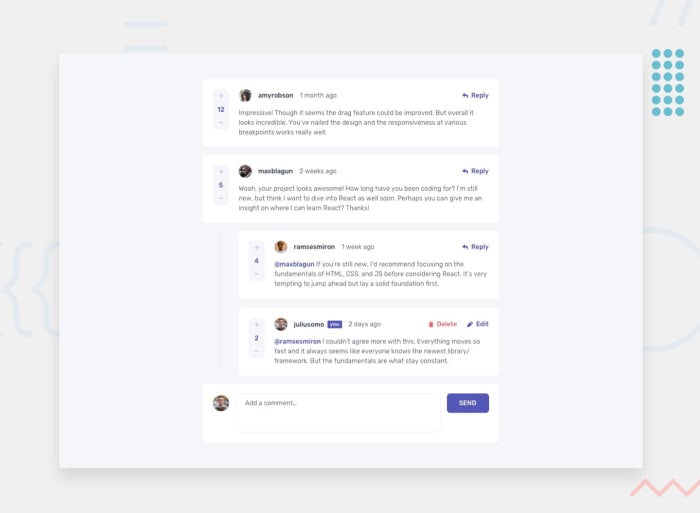 +
12
−
amyrobson 1 month ago Reply
Impressive! Though it seems the drag feature could be improved. But overall it
looks incredible. You've nailed the design and the responsiveness at various
breakpoints works really well.
+
5
−
maxblagun 2 weeks ago Reply
Woah, your project looks awesome! How long have you been coding for? I'm still
new, but think I want to dive into React as well soon. Perhaps you can give me an
insight on where I can learn React? Thanks!
+
4
−
ramsesmiron 1 week ago Reply
@maxblagun If you're still new, I'd recommend focusing on the
fundamentals of HTML, CSS, and JS before considering React. It's very
tempting to jump ahead but lay a solid foundation first.
+
2
−
juliusomo you 2 days ago Delete Edit
@ramsesmiron I couldn't agree more with this. Everything moves so
fast and it always seems like everyone knows the newest library/
framework. But the fundamentals are what stay constant.
Add a comment... SEND